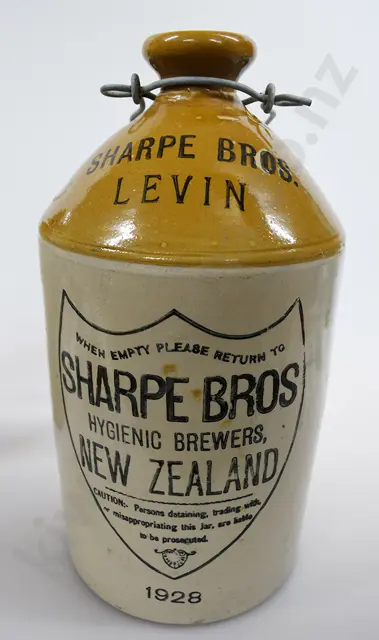 SHARPE BROS.
LEVIN
WHEN EMPTY PLEASE RETURN TO
SHARPE BROS
HYGIENIC BREWERS,
NEW ZEALAND
CAUTION:- Persons detaining, trading with,
or misappropriating this Jar, are liable
to be prosecuted.
1928